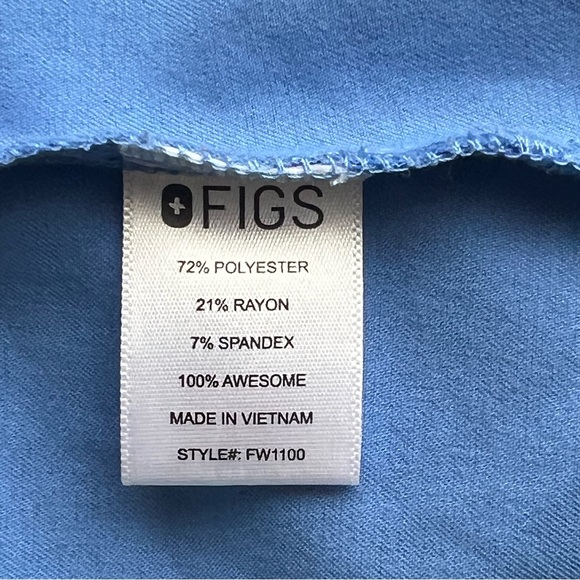 FIGS
72% POLYESTER
21% RAYON
7% SPANDEX
100% AWESOME
MADE IN VIETNAM
STYLE#: FW1100